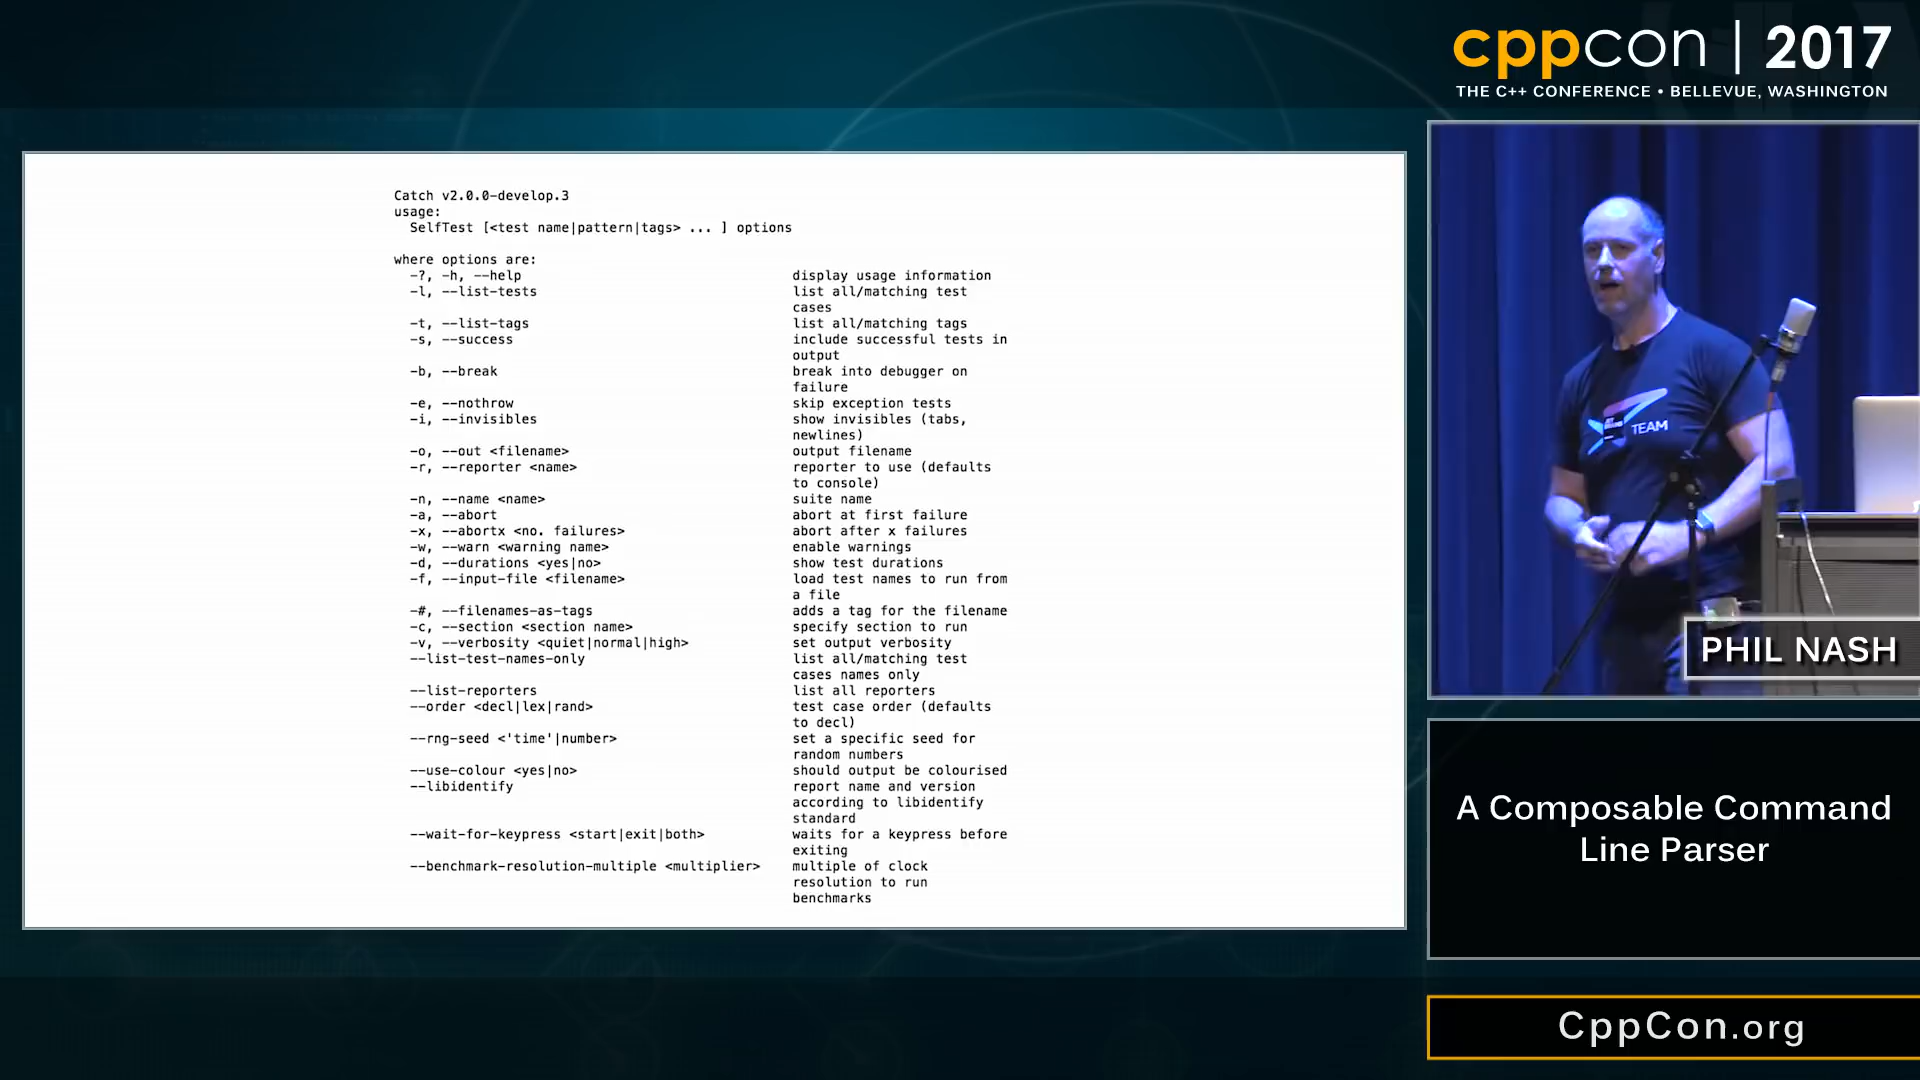 cppcon | 2017
THE C++ CONFERENCE • BELLEVUE, WASHINGTON
Catch v2.0.0-develop.3
usage:
SelfTest [<test name|pattern|tags> ... ] options
where options are:
-?, -h, --help display usage information
-l, --list-tests list all/matching test
cases
-t, --list-tags list all/matching tags
-s, --success include successful tests in
output
-b, --break break into debugger on
failure
-e, --nothrow skip exception tests
-i, --invisibles show invisibles (tabs,
newlines)
-o, --out <filename> output filename
-r, --reporter <name> reporter to use (defaults
to console)
-n, --name <name> suite name
-a, --abort abort at first failure
-x, --abortx <no. failures> abort after x failures
-w, --warn <warning name> enable warnings
-d, --durations <yes|no> show test durations
-f, --input-file <filename> load test names to run from
a file
-#, --filenames-as-tags adds a tag for the filename
-c, --section <section name> specify section to run
-v, --verbosity <quiet|normal|high> set output verbosity
--list-test-names-only list all/matching test
cases names only
--list-reporters list all reporters
--order <decl|lex|rand> test case order (defaults
to decl)
--rng-seed <'time'|number> set a specific seed for
random numbers
--use-colour <yes|no> should output be colourised
--libidentify report name and version
according to libidentify
standard
--wait-for-keypress <start|exit|both> waits for a keypress before
exiting
--benchmark-resolution-multiple <multiplier> multiple of clock
resolution to run
benchmarks
TEAM
PHIL NASH
A Composable Command
Line Parser
CppCon.org